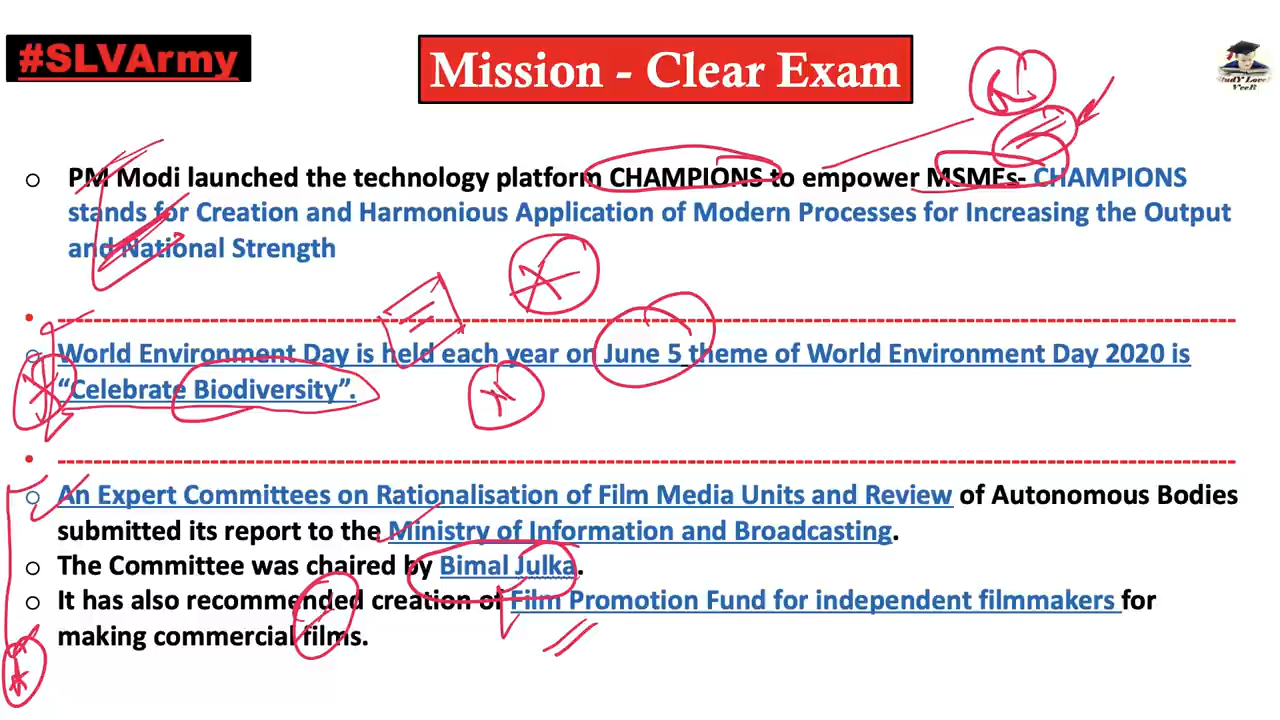 #SLVArmy
Mission - Clear Exam
StudY LoveR
VeeR
PM Modi launched the technology platform CHAMPIONS to empower MSMEs- CHAMPIONS
stands for Creation and Harmonious Application of Modern Processes for Increasing the Output
and National Strength
World Environment Day is held each year on June 5 theme of World Environment Day 2020 is
“Celebrate Biodiversity”.
An Expert Committees on Rationalisation of Film Media Units and Review of Autonomous Bodies
submitted its report to the Ministry of Information and Broadcasting.
The Committee was chaired by Bimal Julka.
It has also recommended creation of Film Promotion Fund for independent filmmakers for
making commercial films.